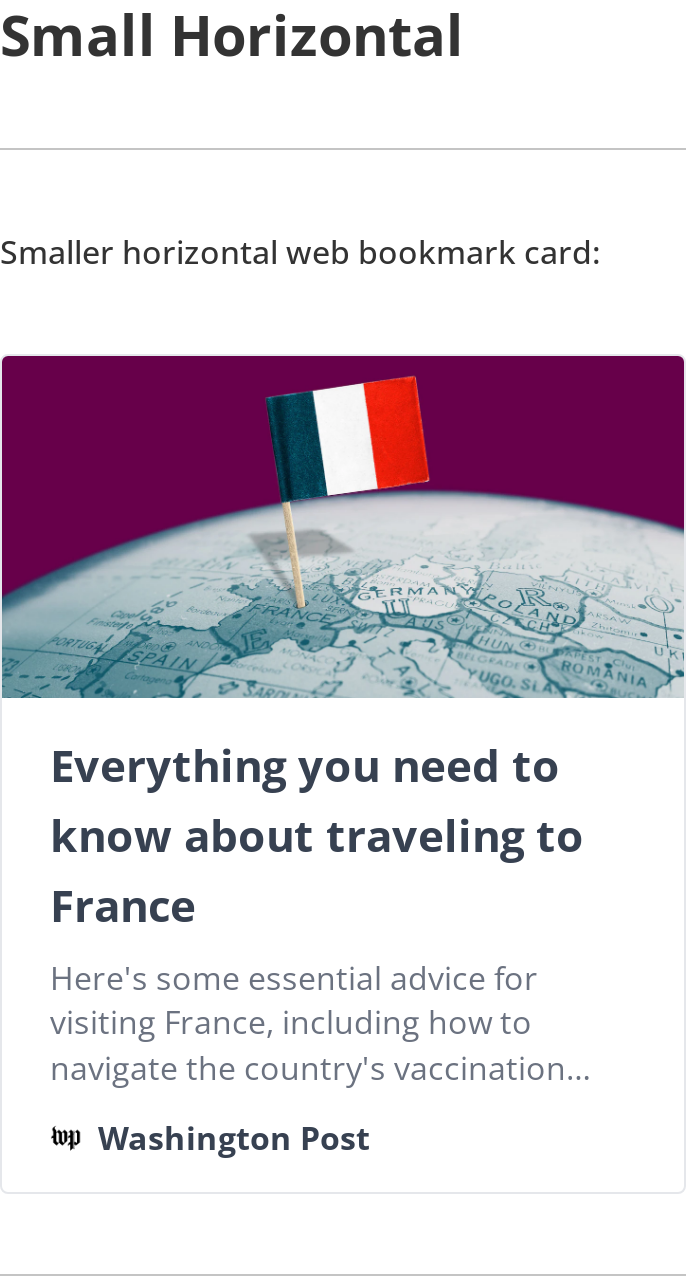 Small Horizontal
Smaller horizontal web bookmark card:
GERMANY
POLAND
FRANCE
CZECH.
AUS
HUN
PORTUGAL
SPAIN
ROMANIA
BELGRADE
YUGO.SLA.
Everything you need to
know about traveling to
France
Here's some essential advice for
visiting France, including how to
navigate the country's vaccination...
wp Washington Post